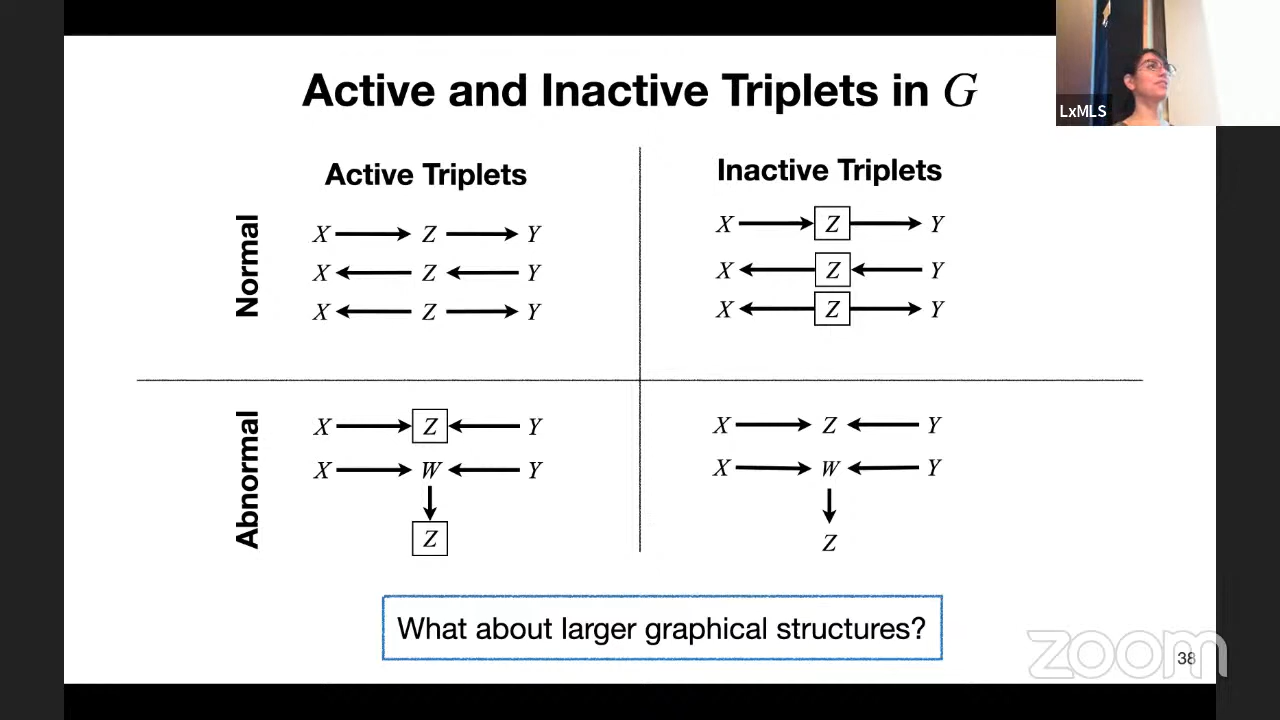 Active and Inactive Triplets in G
LxMLS
Active Triplets
Inactive Triplets
Normal
X Z Y
X Z Y
X Z Y
X Z Y
X Z Y
X Z Y
Abnormal
X Z Y
X W Y
Z
X Z Y
X W Y
Z
What about larger graphical structures?
zoom
38